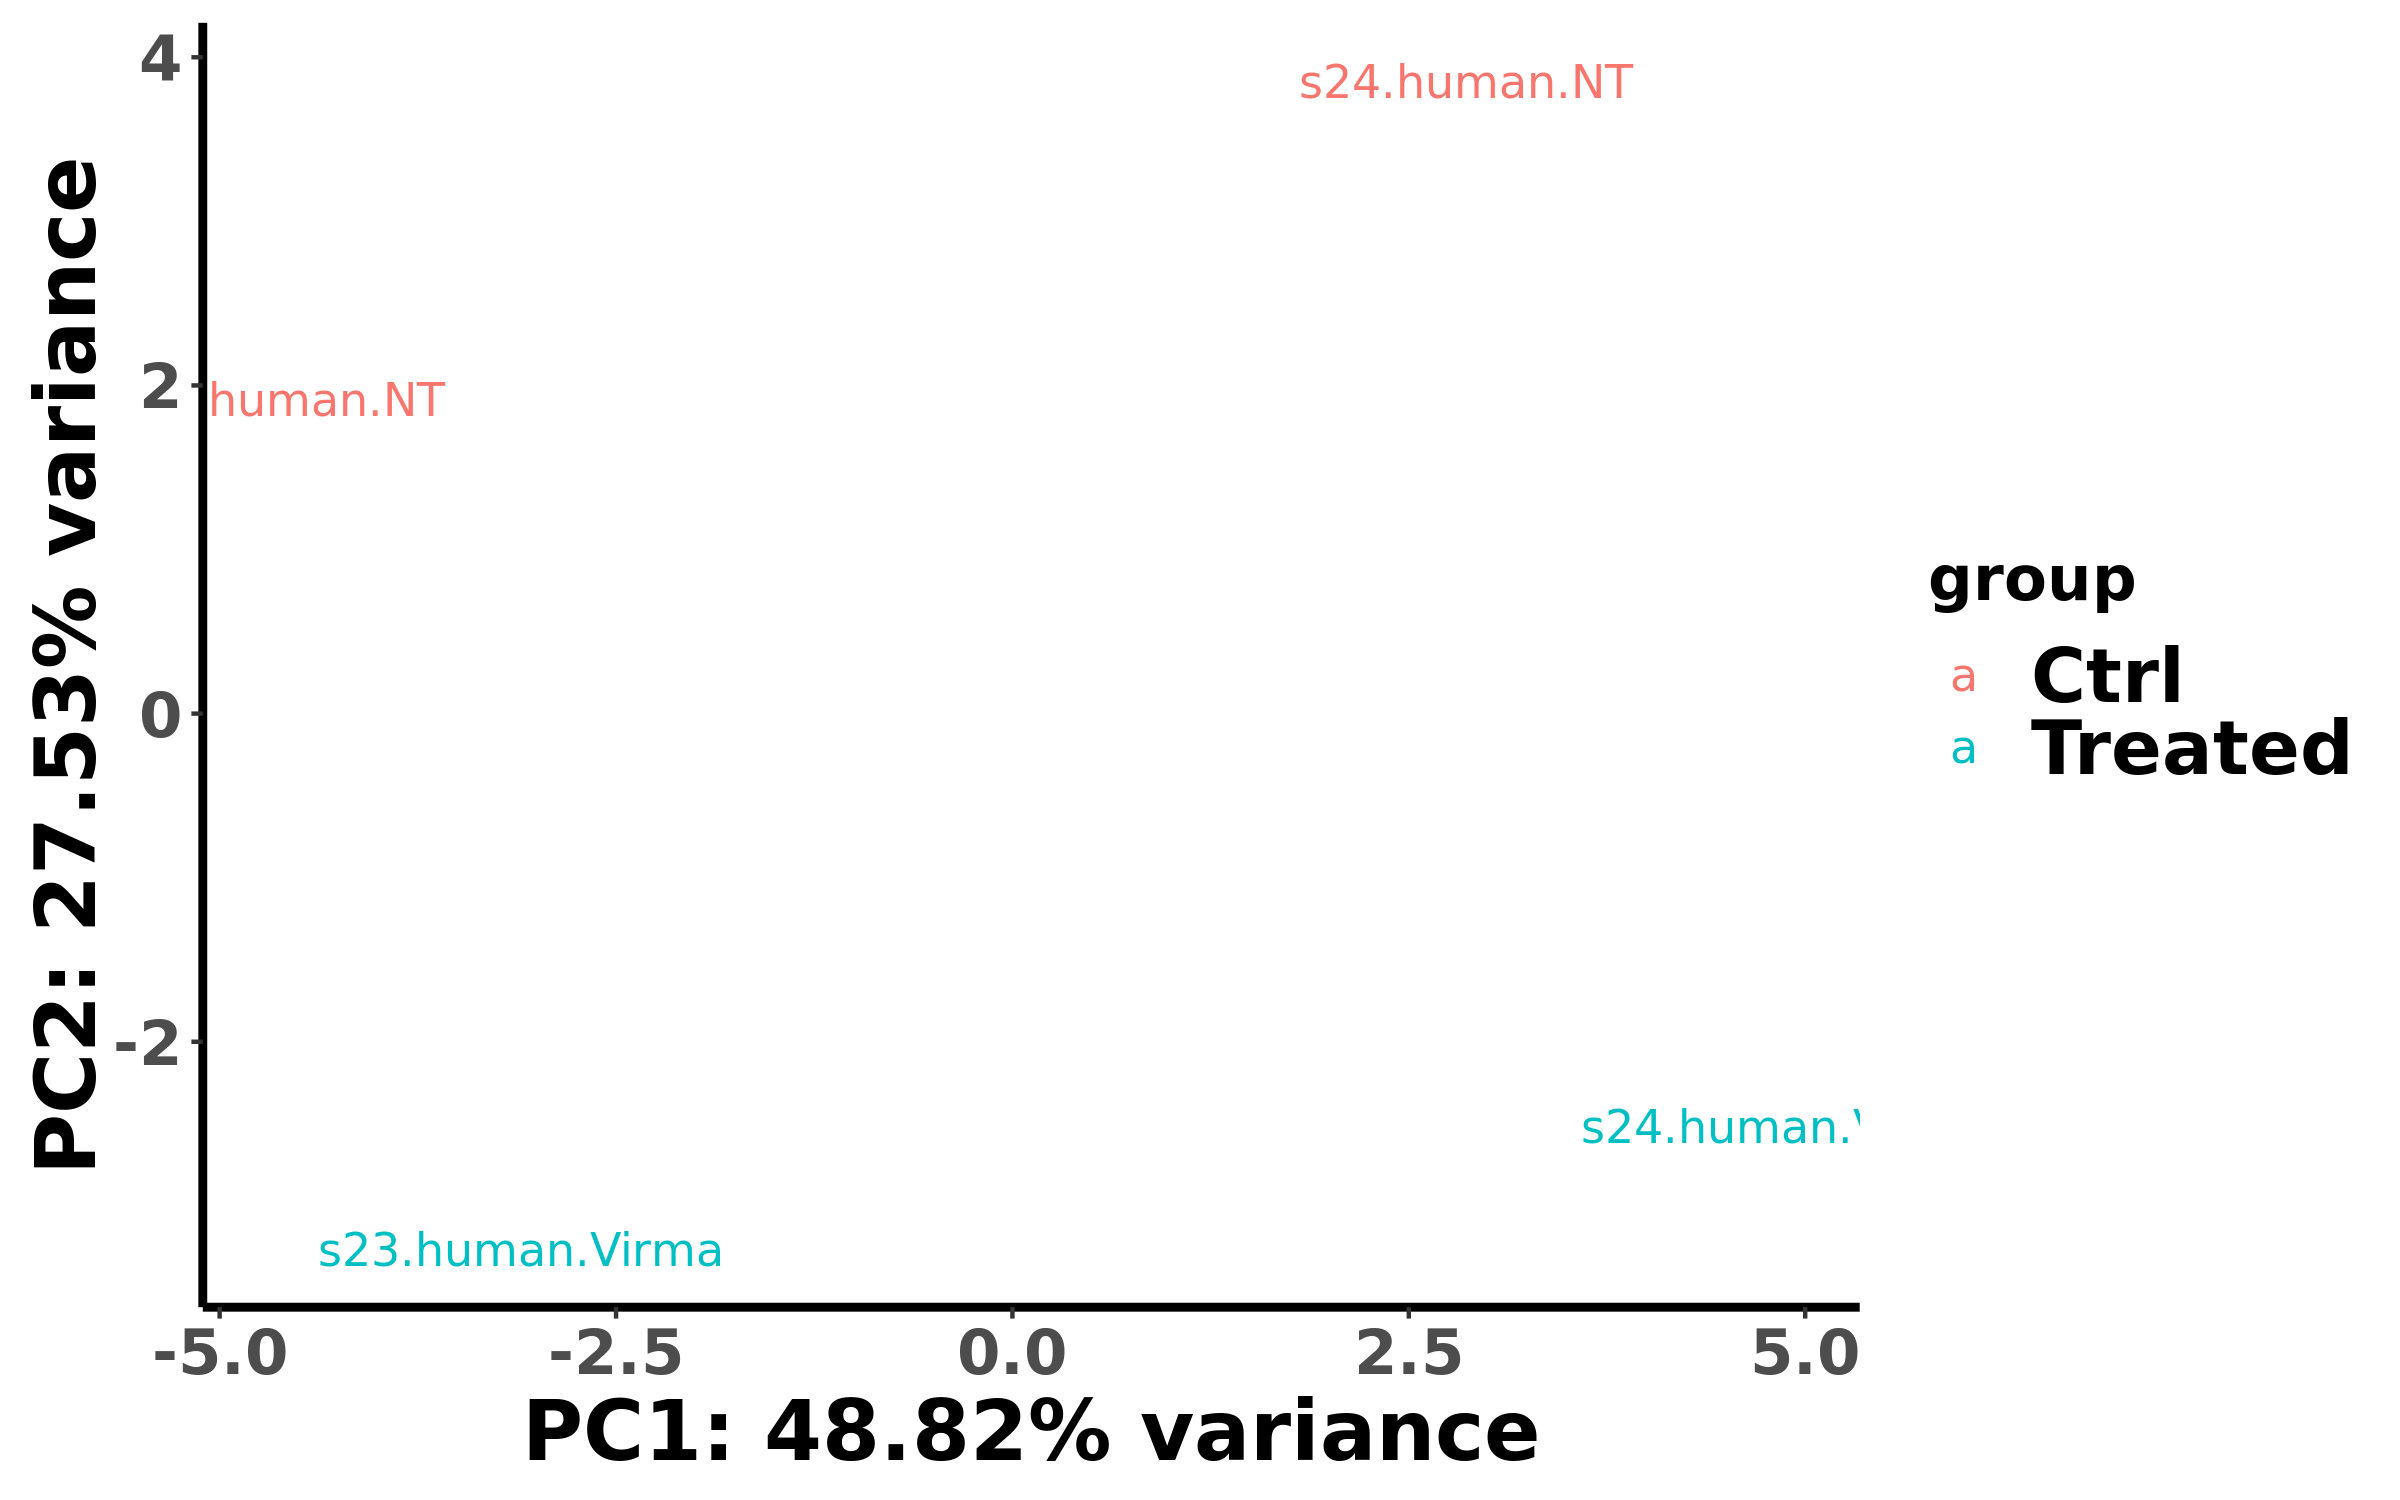 4
s24.human.NT
2
human.NT
0
-2
s24.human.
s23.human.Virma
-5.0 -2.5 0.0 2.5 5.0
PC1: 48.82% variance
PC2: 27.53% variance
group
a Ctrl
a Treated